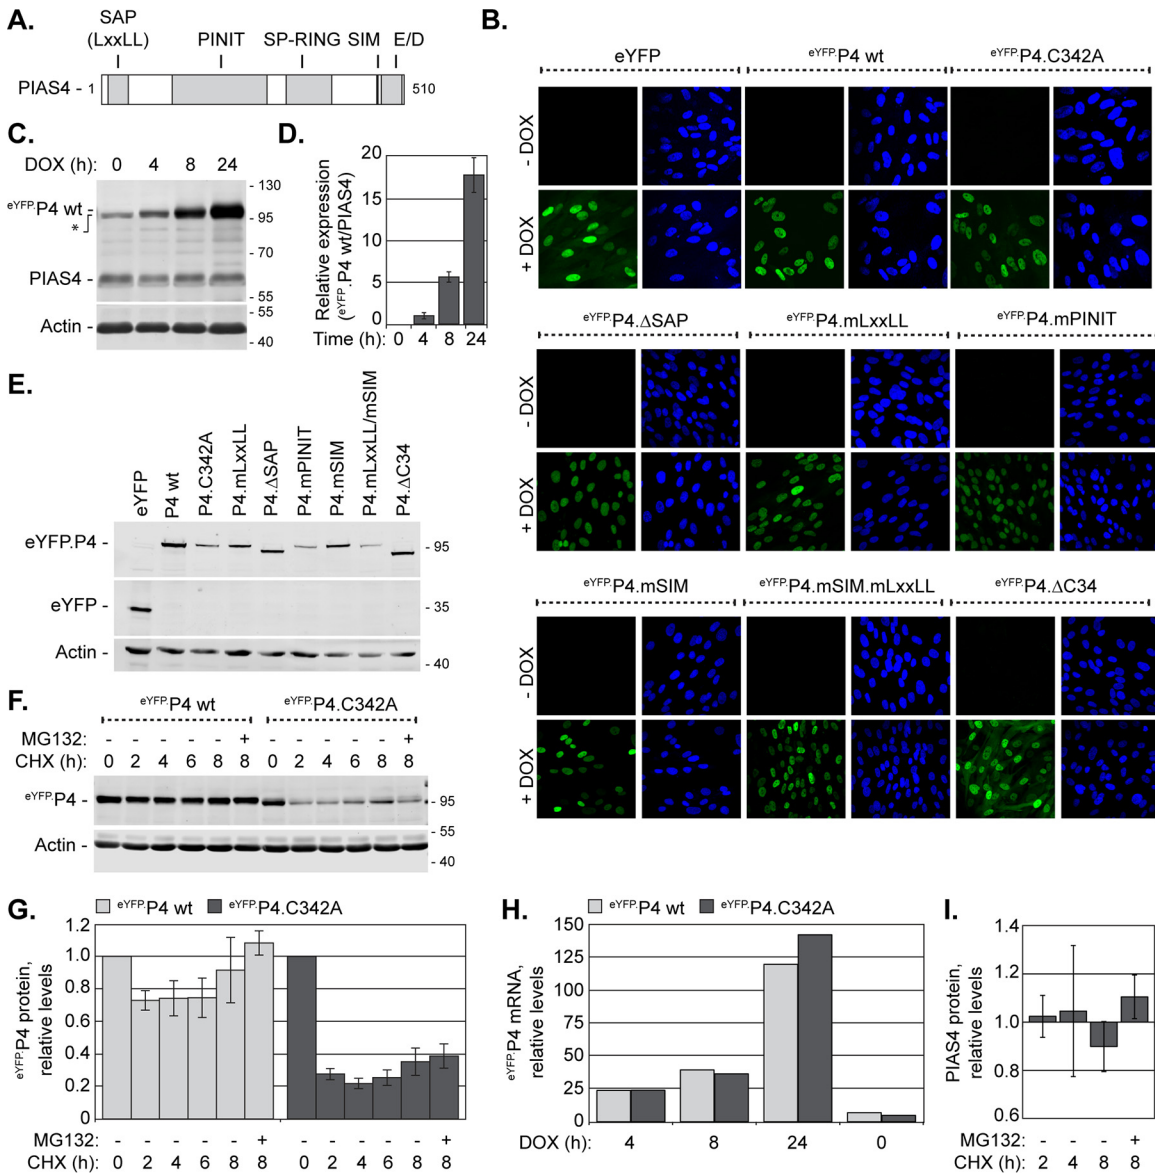 A.
SAP
(LxxLL) PINIT SP-RING SIM E/D
PIAS4 - 1 510
B.
eYFP eYFP.P4 wt eYFP.P4.C342A
- DOX
+ DOX
eYFP.P4.ΔSAP eYFP.P4.mLxxLL eYFP.P4.mPINIT
- DOX
+ DOX
eYFP.P4.mSIM eYFP.P4.mSIM.mLxxLL eYFP.P4.ΔC34
- DOX
+ DOX
C.
DOX (h): 0 4 8 24
eYFP.P4 wt -
*
PIAS4 -
Actin -
- 130
- 95
- 70
- 55
- 55
- 40
D.
Relative expression
(eYFP.P4 wt/PIAS4)
20
15
10
5
0
Time (h): 0 4 8 24
E.
eYFP P4 wt P4.C342A P4.mLxxLL P4.ΔSAP P4.mPINIT P4.mSIM P4.mLxxLL/mSIM P4.ΔC34
eYFP.P4 - - 95
eYFP - - 35
Actin - - 40
F.
eYFP.P4 wt eYFP.P4.C342A
MG132: - - - - - + - - - - - +
CHX (h): 0 2 4 6 8 8 0 2 4 6 8 8
eYFP.P4 - - 95
- 55
Actin -
- 40
G.
eYFP.P4 wt eYFP.P4.C342A
eYFP.P4 protein,
relative levels
1.2
1.0
0.8
0.6
0.4
0.2
0
MG132: - - - - - + - - - - - +
CHX (h): 0 2 4 6 8 8 0 2 4 6 8 8
H.
eYFP.P4 wt eYFP.P4.C342A
eYFP.P4 mRNA,
relative levels
150
125
100
75
50
25
0
DOX (h): 4 8 24 0
I.
PIAS4 protein,
relative levels
1.4
1.2
1.0
0.8
0.6
MG132: - - - +
CHX (h): 2 4 8 8